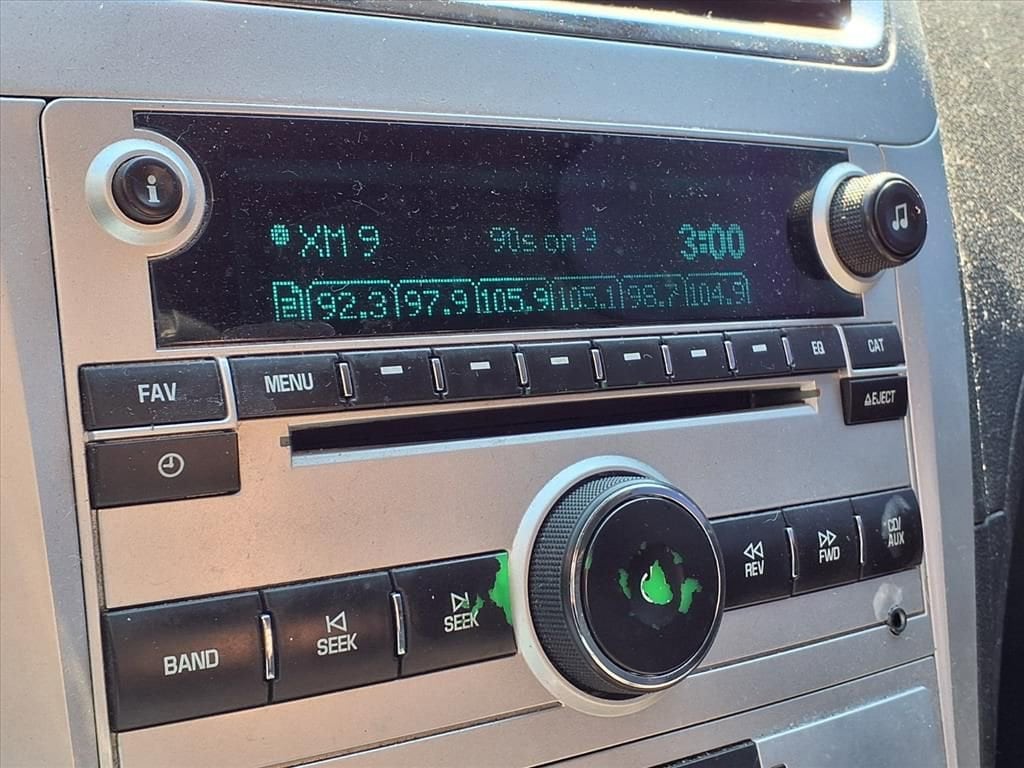 i
XM 9 90s on 9 3:00
2 92.3 97.9 105.9 105.1 98.7 104.9
FAV MENU EQ CAT
EJECT
BAND SEEK SEEK REV FWD CD/
AUX